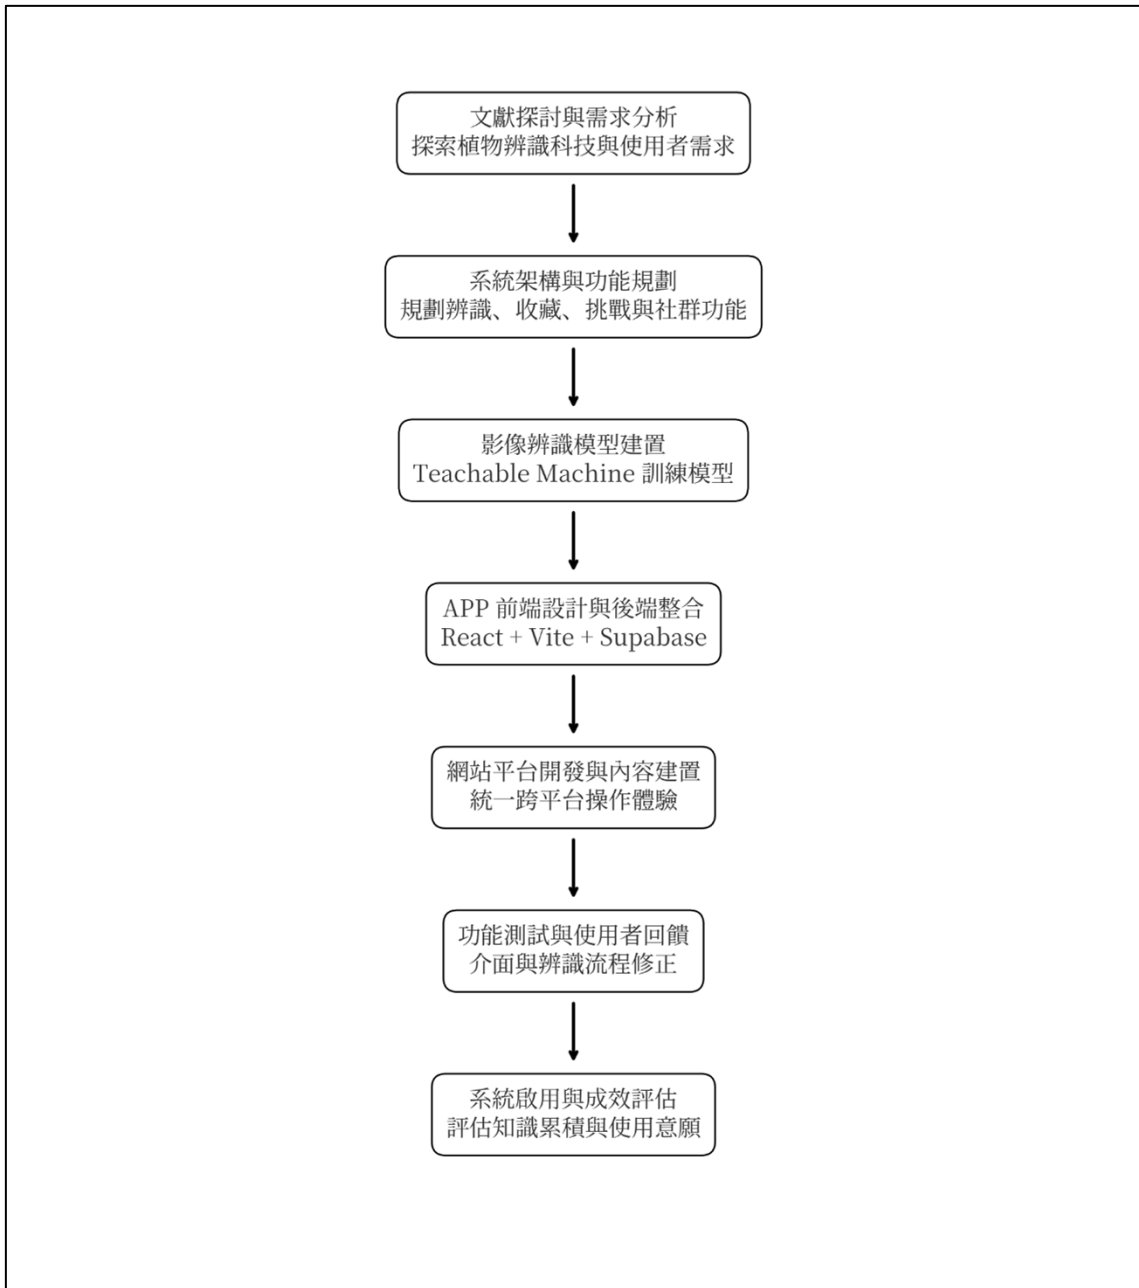 文獻探討與需求分析
探索植物辨識科技與使用者需求
系統架構與功能規劃
規劃辨識、收藏、挑戰與社群功能
影像辨識模型建置
Teachable Machine 訓練模型
APP 前端設計與後端整合
React + Vite + Supabase
網站平台開發與內容建置
統一跨平台操作體驗
功能測試與使用者回饋
介面與辨識流程修正
系統啟用與成效評估
評估知識累積與使用意願